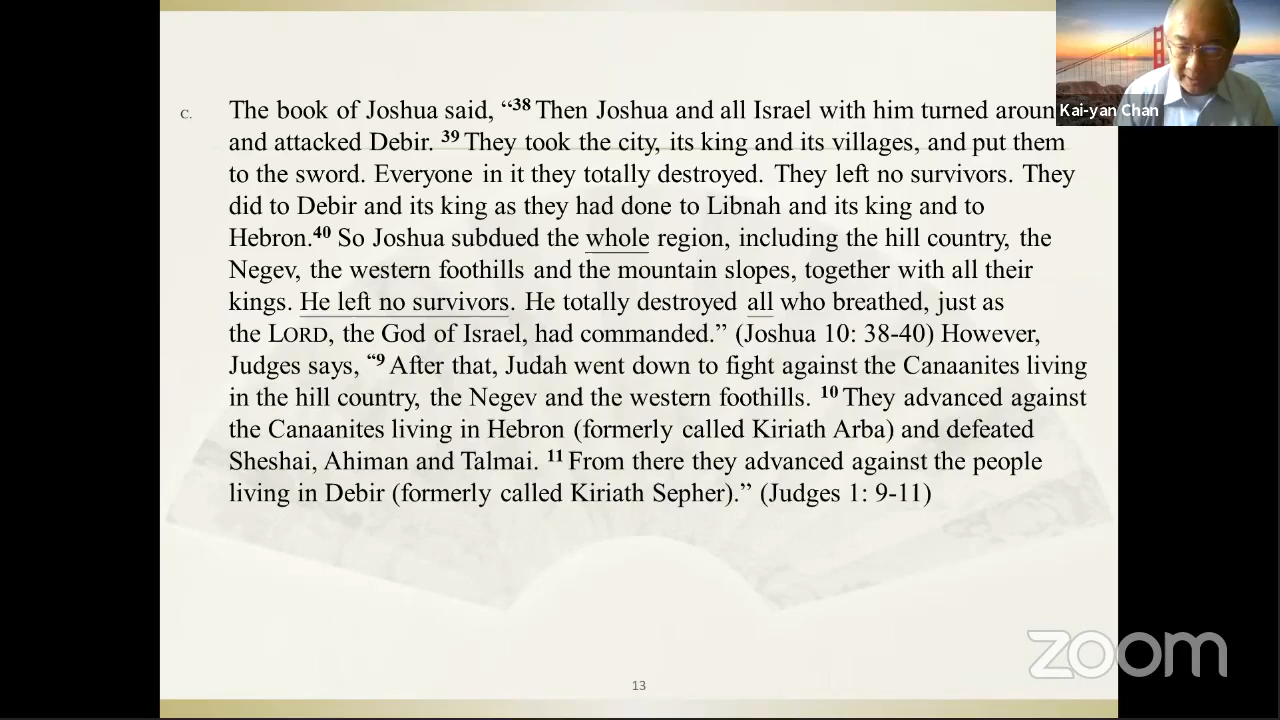 c. The book of Joshua said, “38 Then Joshua and all Israel with him turned aroun
and attacked Debir. 39 They took the city, its king and its villages, and put them
to the sword. Everyone in it they totally destroyed. They left no survivors. They
did to Debir and its king as they had done to Libnah and its king and to
Hebron.40 So Joshua subdued the whole region, including the hill country, the
Negev, the western foothills and the mountain slopes, together with all their
kings. He left no survivors. He totally destroyed all who breathed, just as
the LORD, the God of Israel, had commanded.” (Joshua 10: 38-40) However,
Judges says, “9 After that, Judah went down to fight against the Canaanites living
in the hill country, the Negev and the western foothills. 10 They advanced against
the Canaanites living in Hebron (formerly called Kiriath Arba) and defeated
Sheshai, Ahiman and Talmai. 11 From there they advanced against the people
living in Debir (formerly called Kiriath Sepher).” (Judges 1: 9-11)
Kai-yan Chan
zoom
13